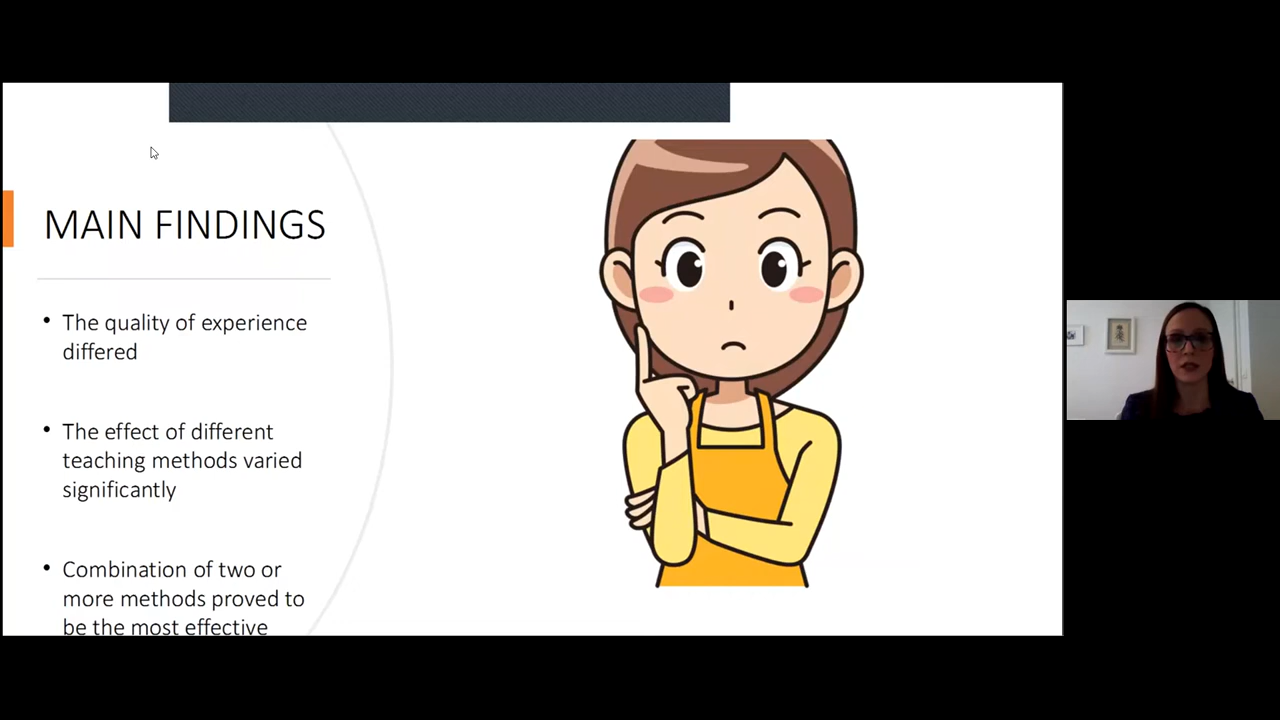 MAIN FINDINGS
• The quality of experience
differed
• The effect of different
teaching methods varied
significantly
• Combination of two or
more methods proved to
be the most effective